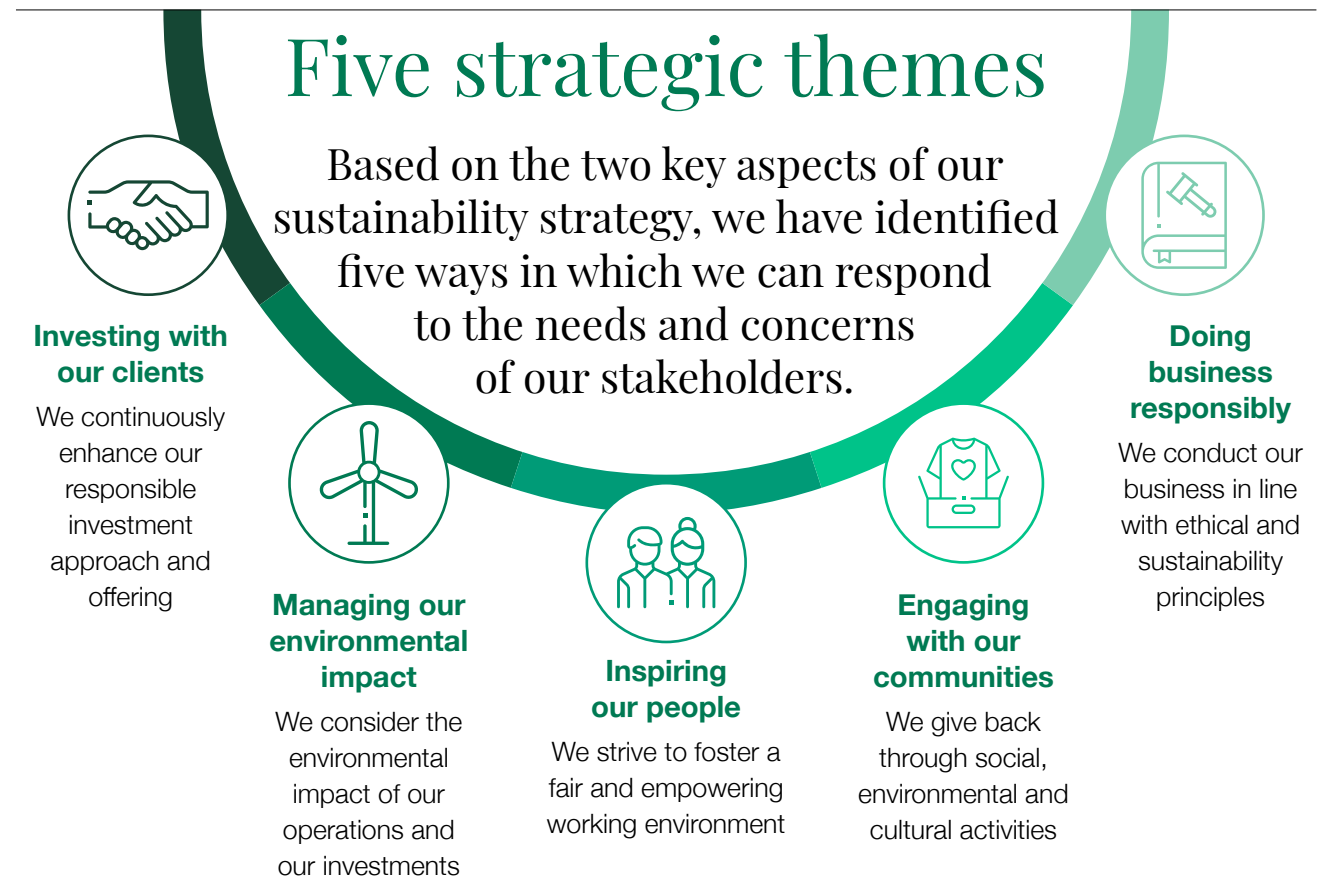 Five strategic themes
Based on the two key aspects of our
sustainability strategy, we have identified
five ways in which we can respond
to the needs and concerns
of our stakeholders.
Investing with
our clients
We continuously
enhance our
responsible
investment
approach and
offering
Managing our
environmental
impact
We consider the
environmental
impact of our
operations and
our investments
Inspiring
our people
We strive to foster a
fair and empowering
working environment
Engaging
with our
communities
We give back
through social,
environmental and
cultural activities
Doing
business
responsibly
We conduct our
business in line
with ethical and
sustainability
principles